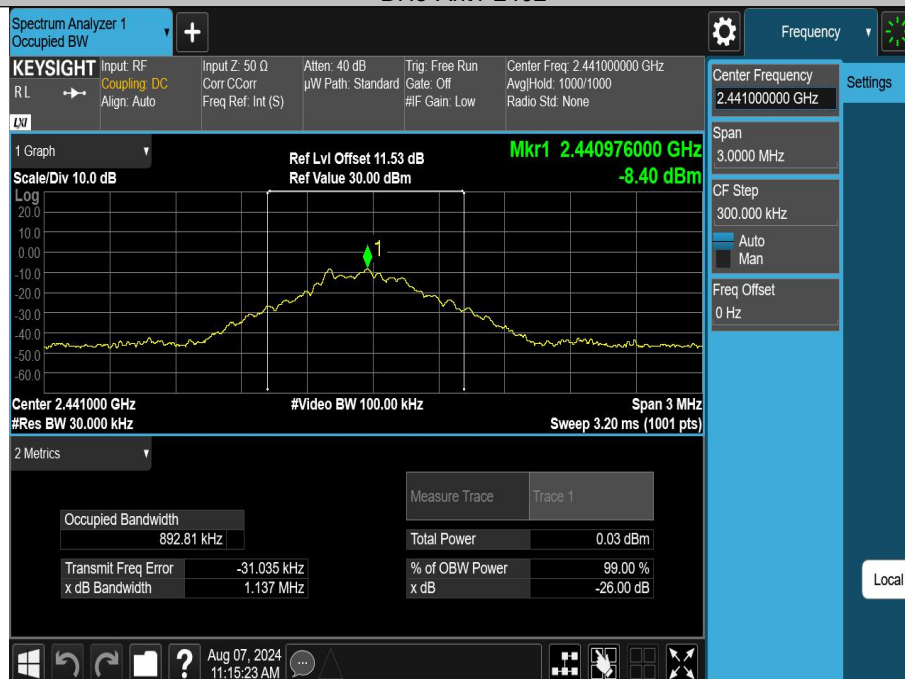 Spectrum Analyzer 1
Occupied BW
Frequency
KEYSIGHT
RL
LXI
Input: RF
Coupling: DC
Align: Auto
Input Z: 50 Ω
Corr CCorr
Freq Ref: Int (S)
Atten: 40 dB
µW Path: Standard
Trig: Free Run
Gate: Off
#IF Gain: Low
Center Freq: 2.441000000 GHz
Avg|Hold: 1000/1000
Radio Std: None
Center Frequency
2.441000000 GHz
Settings
Span
3.0000 MHz
CF Step
300.000 kHz
Auto
Man
Freq Offset
0 Hz
1 Graph
Scale/Div 10.0 dB
Ref Lvl Offset 11.53 dB
Ref Value 30.00 dBm
Mkr1 2.440976000 GHz
-8.40 dBm
Log
20.0
10.0
0.00
-10.0
-20.0
-30.0
-40.0
-50.0
-60.0
1
Center 2.441000 GHz
#Video BW 100.00 kHz
Span 3 MHz
#Res BW 30.000 kHz
Sweep 3.20 ms (1001 pts)
2 Metrics
Measure Trace
Trace 1
Occupied Bandwidth
892.81 kHz
Total Power
0.03 dBm
Transmit Freq Error
-31.035 kHz
% of OBW Power
99.00 %
x dB Bandwidth
1.137 MHz
x dB
-26.00 dB
Local
?
Aug 07, 2024
11:15:23 AM